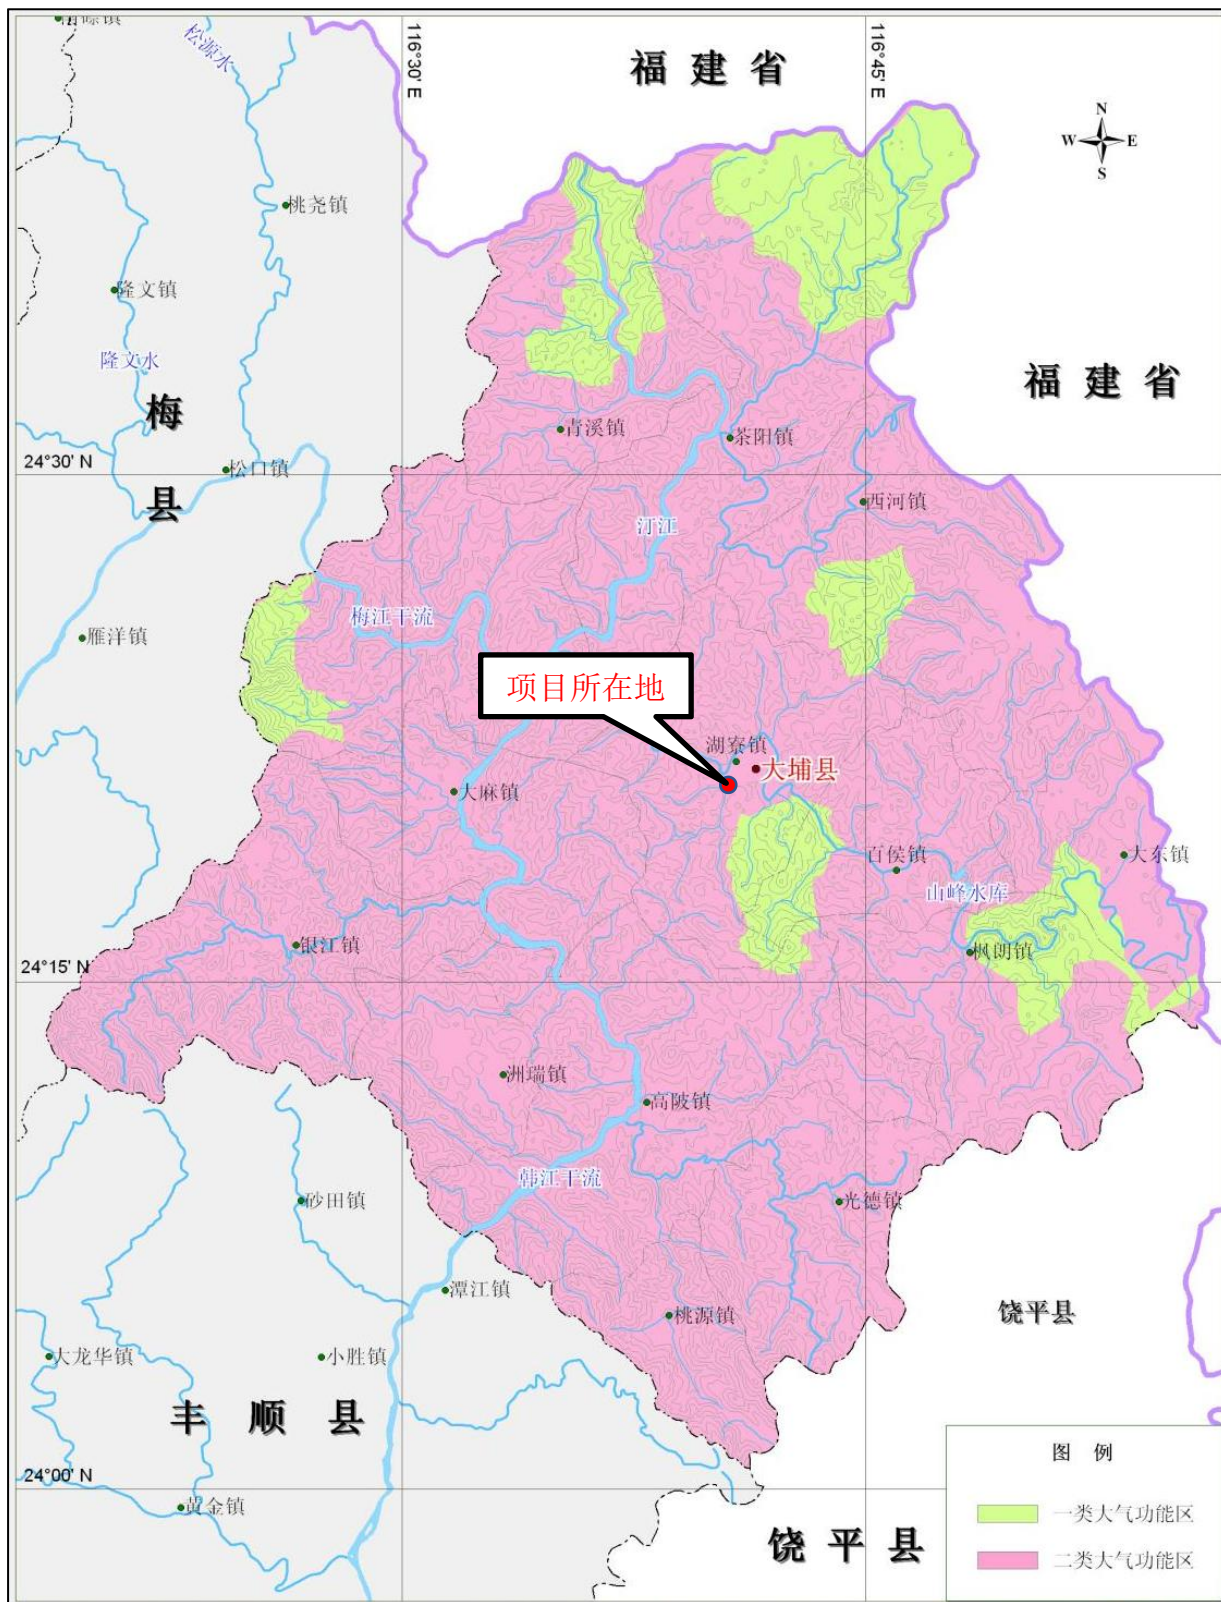 松源水
116°30' E
福建省
116°45' E
N
W
E
S
桃尧镇
隆文镇
隆文水
梅县
福建省
青溪镇
茶阳镇
24°30' N
松口镇
西河镇
汀江
梅江干流
雁洋镇
项目所在地
湖寮镇
大埔县
大麻镇
百侯镇
大东镇
山峰水库
银江镇
枫朗镇
24°15' N
洲瑞镇
高陂镇
韩江干流
砂田镇
光德镇
潭江镇
桃源镇
饶平县
大龙华镇
小胜镇
丰顺县
图例
24°00' N
黄金镇
一类大气功能区
饶平县
二类大气功能区